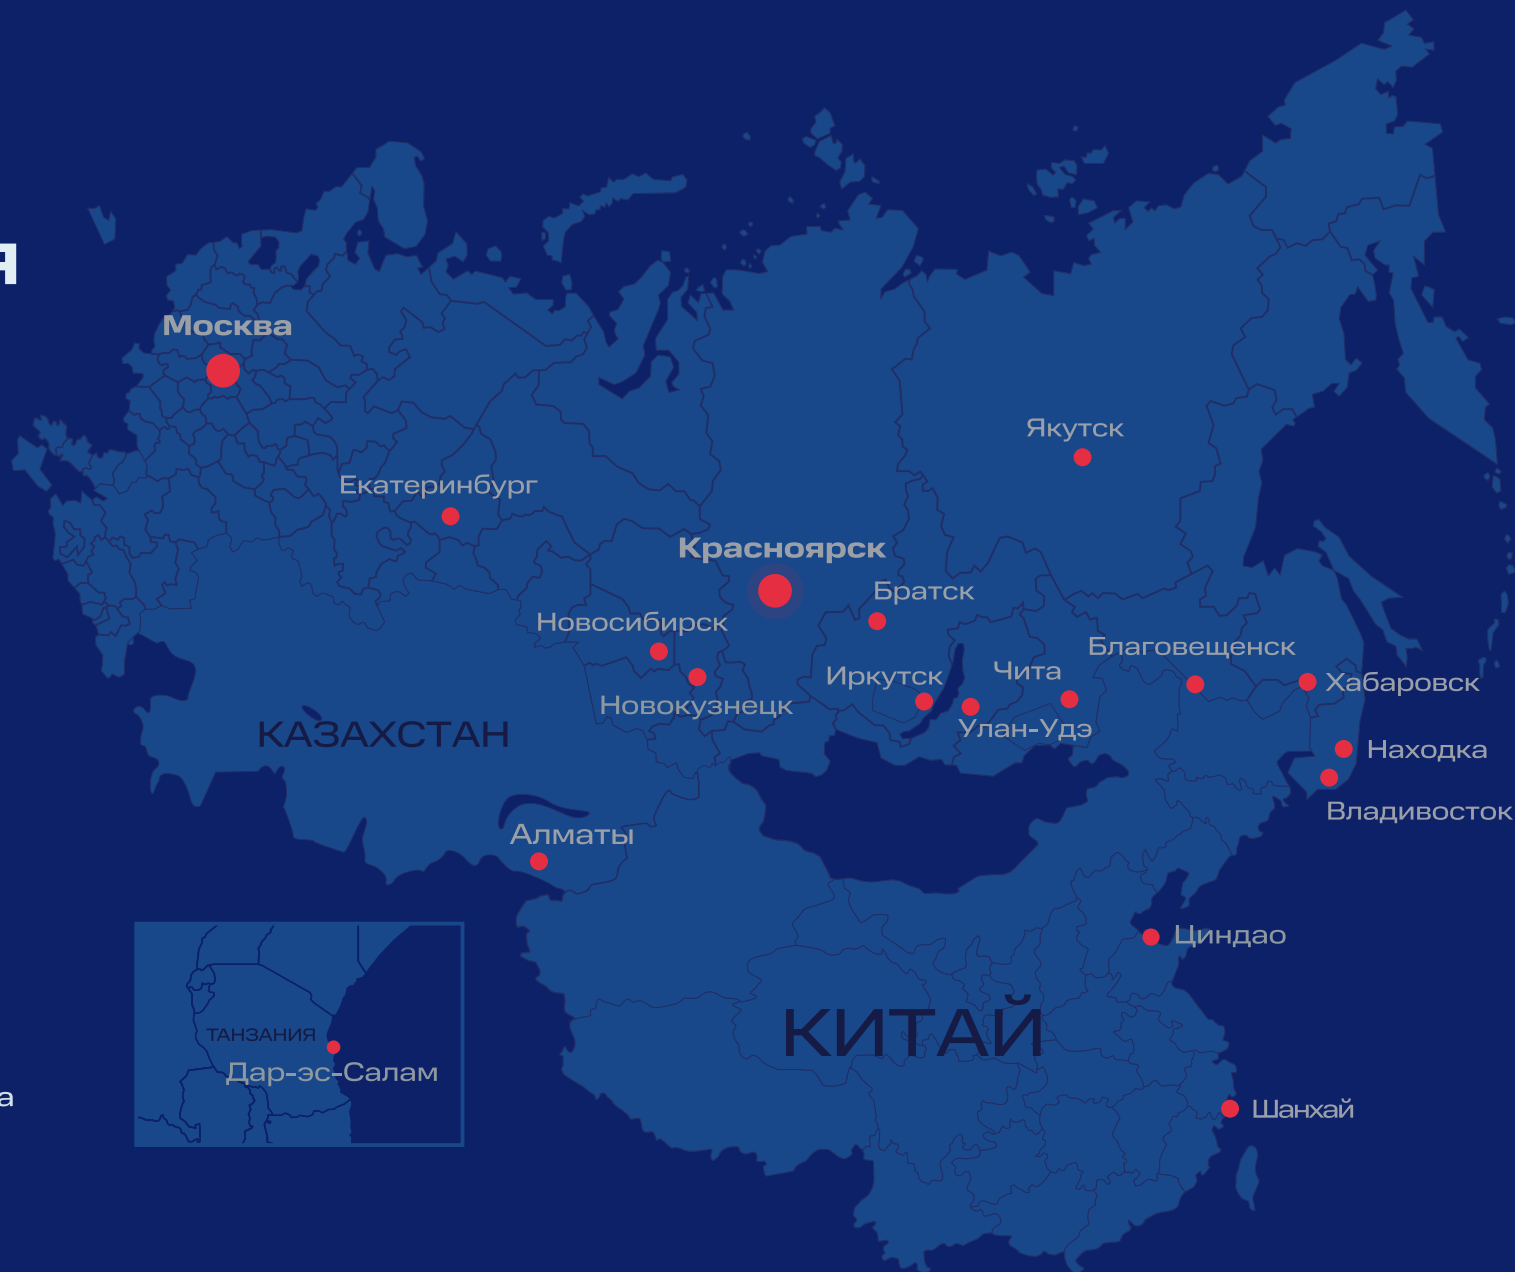 я
Москва
Якутск
Екатеринбург
Красноярск
Братск
Новосибирск
Благовещенск
Иркутск
Чита
Хабаровск
Новокузнецк
Улан-Удэ
КАЗАХСТАН
Находка
Владивосток
Алматы
Циндао
КИТАЙ
ТАНЗАНИЯ
Дар-эс-Салам
а
Шанхай